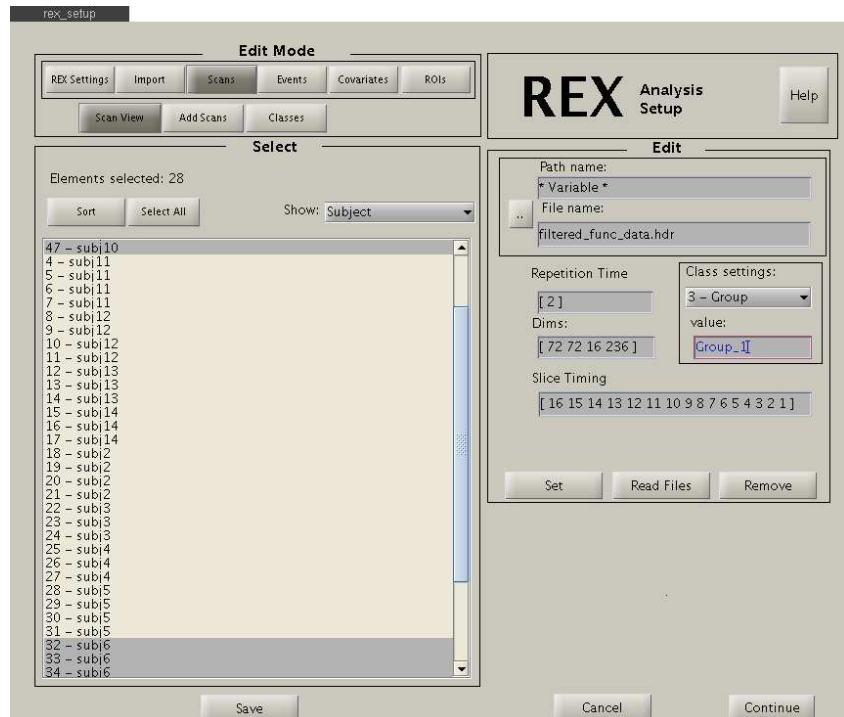 rex_setup
Edit Mode
REX Settings Import Scans Events Covariates ROIs
Scan View Add Scans Classes
REX Analysis Setup
Help
Select
Elements selected: 28
Sort Select All Show: Subject
47 - subj10
4 - subj11
5 - subj11
6 - subj11
7 - subj11
8 - subj12
9 - subj12
10 - subj12
11 - subj12
12 - subj13
13 - subj13
14 - subj13
15 - subj14
16 - subj14
17 - subj14
18 - subj2
19 - subj2
20 - subj2
21 - subj2
22 - subj3
23 - subj3
24 - subj3
25 - subj4
26 - subj4
27 - subj4
28 - subj5
29 - subj5
30 - subj5
31 - subj5
32 - subj6
33 - subj6
34 - subj6
Edit
Path name:
* Variable *
..
File name:
filtered_func_data.hdr
Repetition Time
[ 2 ]
Class settings:
3 - Group
Dims:
[ 72 72 16 236 ]
value:
Group_1
Slice Timing
[ 16 15 14 13 12 11 10 9 8 7 6 5 4 3 2 1 ]
Set Read Files Remove
Save Cancel Continue